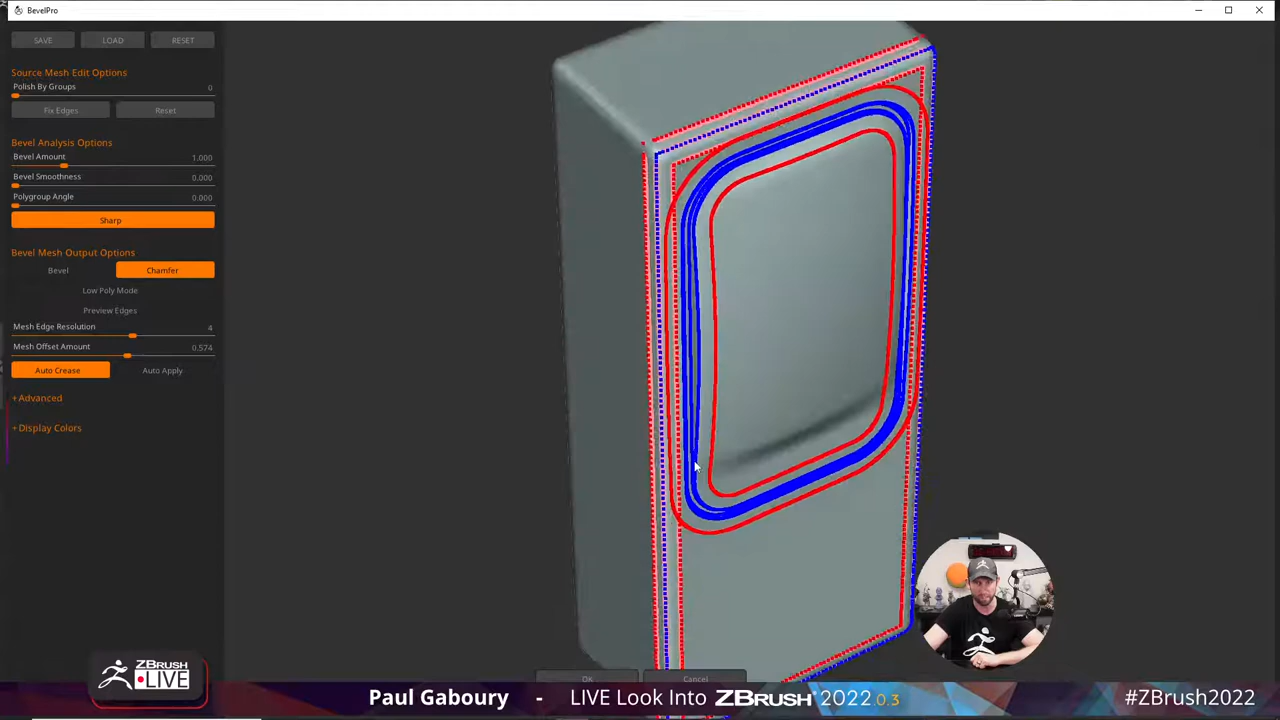 BevelPro
SAVE LOAD RESET
Source Mesh Edit Options
Polish By Groups 0
Fix Edges Reset
Bevel Analysis Options
Bevel Amount 1.000
Bevel Smoothness 0.000
Polygroup Angle 0.000
Sharp
Bevel Mesh Output Options
Bevel Chamfer
Low Poly Mode
Preview Edges
Mesh Edge Resolution 4
Mesh Offset Amount 0.574
Auto Crease Auto Apply
+Advanced
+Display Colors
OK Cancel
ZBRUSH
LIVE
Paul Gaboury - LIVE Look Into ZBRUSH® 2022 0.3 #ZBrush2022